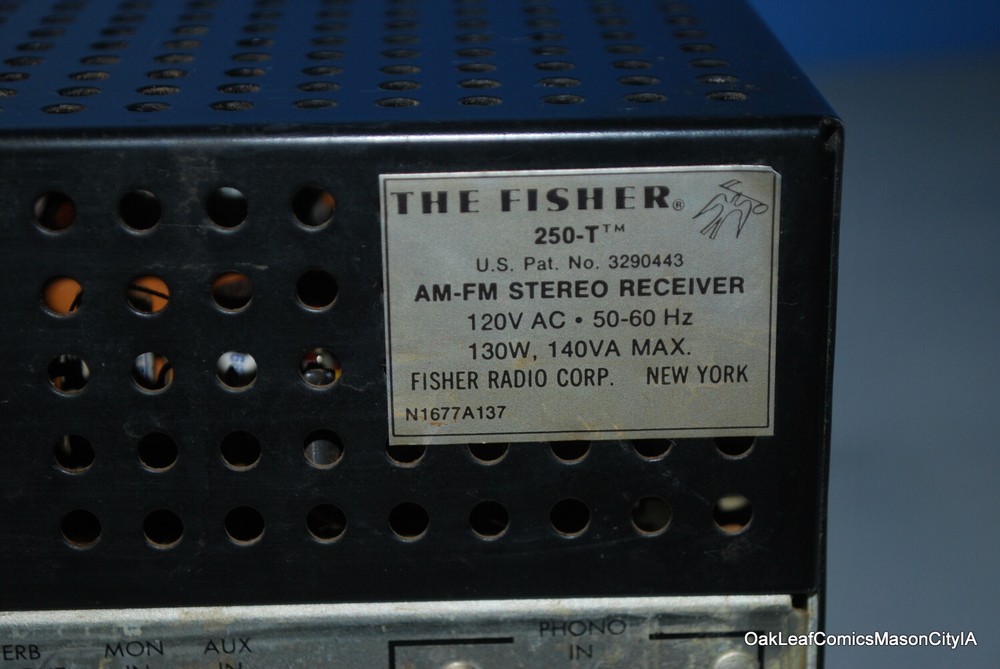 THE FISHER®
250-T™
U.S. Pat. No. 3290443
AM-FM STEREO RECEIVER
120V AC • 50-60 Hz
130W, 140VA MAX.
FISHER RADIO CORP. NEW YORK
N1677A137
ERB MON AUX PHONO
IN IN IN
OakLeafComicsMasonCityIA